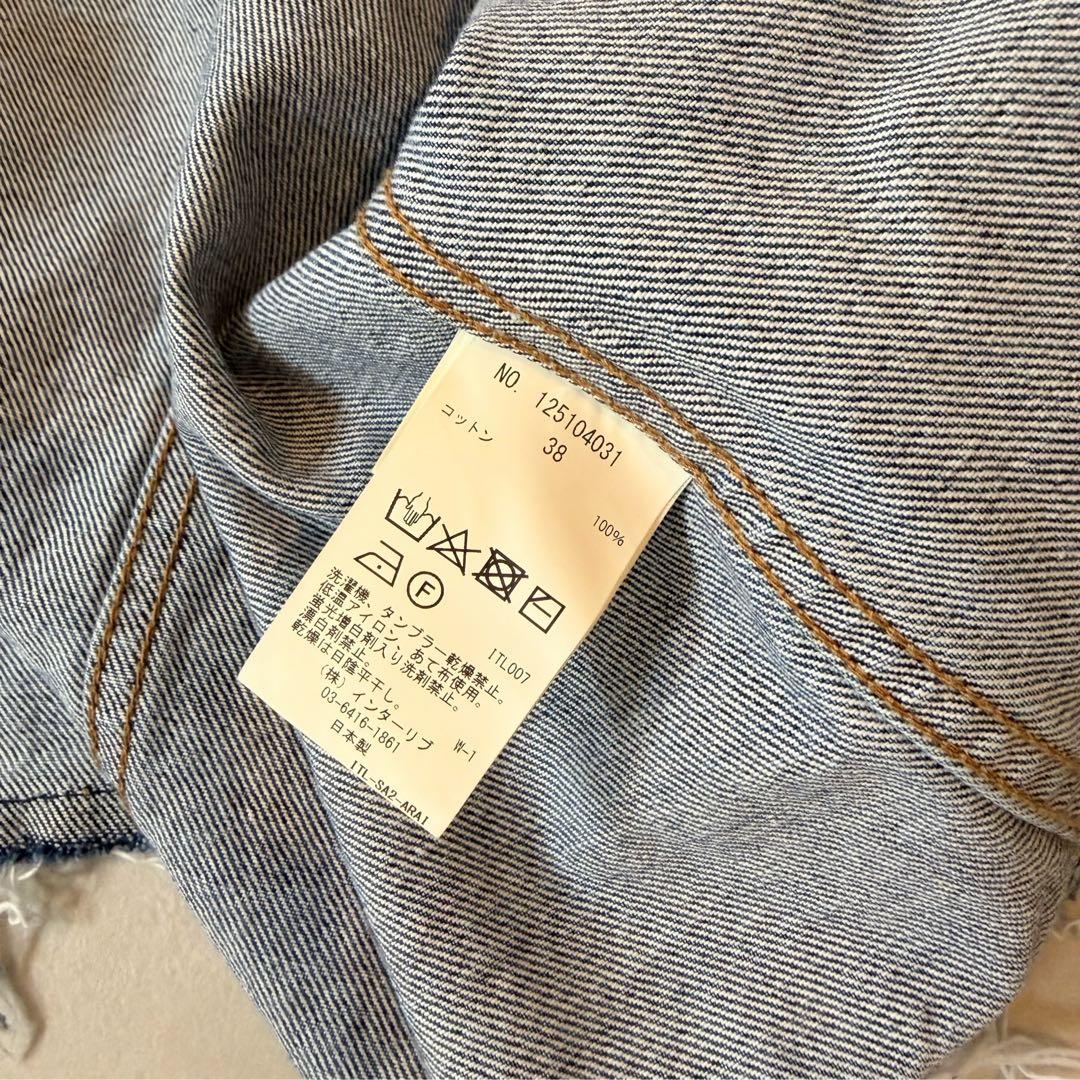 NO. 125104031
38
コットン 100%
F
ITL007
洗濯機、タンブラー乾燥禁止。
低温アイロン、あて布使用。
蛍光増白剤入り洗剤禁止。
漂白剤禁止。
乾燥は日陰平干し。
(株)インターリブ W-1
03-6416-1861
日本製
ITL-SA2-ARAI